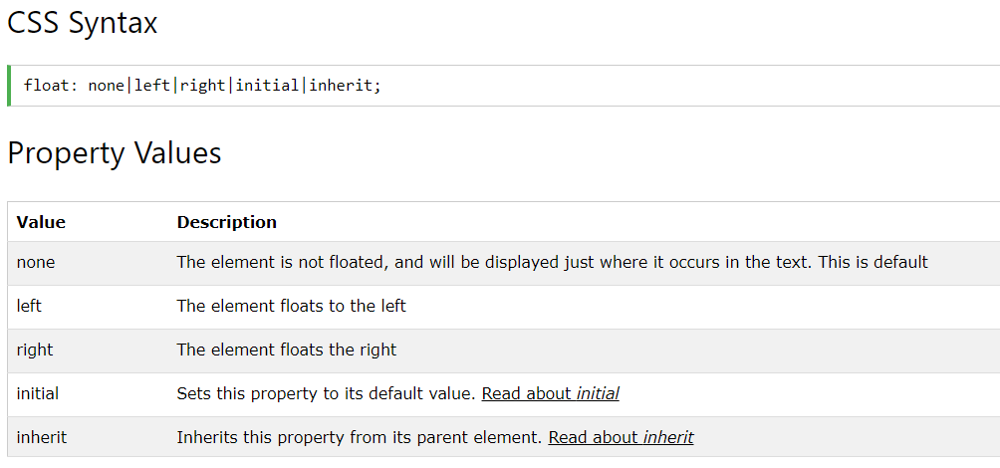 CSS Syntax
float: none|left|right|initial|inherit;
Property Values
Value Description
none The element is not floated, and will be displayed just where it occurs in the text. This is default
left The element floats to the left
right The element floats the right
initial Sets this property to its default value. Read about initial
inherit Inherits this property from its parent element. Read about inherit